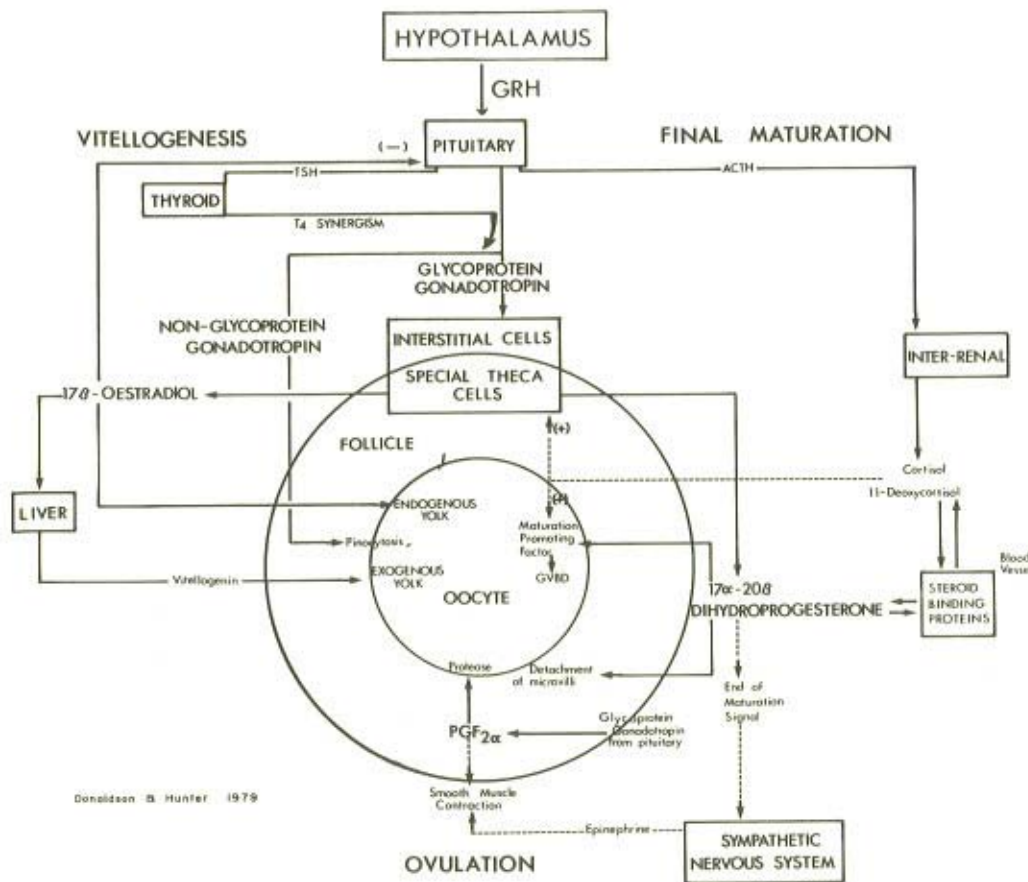 HYPOTHALAMUS
GRH
VITELLOGENESIS
FINAL MATURATION
(—)
PITUITARY
TSH
ACTH
THYROID
T4 SYNERGISM
GLYCOPROTEIN
GONADOTROPIN
NON-GLYCOPROTEIN
GONADOTROPIN
INTERSTITIAL CELLS
INTER-RENAL
SPECIAL THECA
CELLS
17β-OESTRADIOL
(+)
FOLLICLE
Cortisol
11-Deoxycortisol
LIVER
ENDOGENOUS
YOLK
(+)
Maturation
Promoting
Factor
Pinocytosis
GVBD
EXOGENOUS
YOLK
Vitellogenin
OOCYTE
Blood
Vessel
17α-20β
DIHYDROPROGESTERONE
STEROID
BINDING
PROTEINS
Protease
Detachment
of microvilli
End of
Maturation
Signal
PGF2α
Glycoprotein
Gonadotropin
from pituitary
Donaldson & Hunter 1979
Smooth Muscle
Contraction
Epinephrine
SYMPATHETIC
NERVOUS SYSTEM
OVULATION